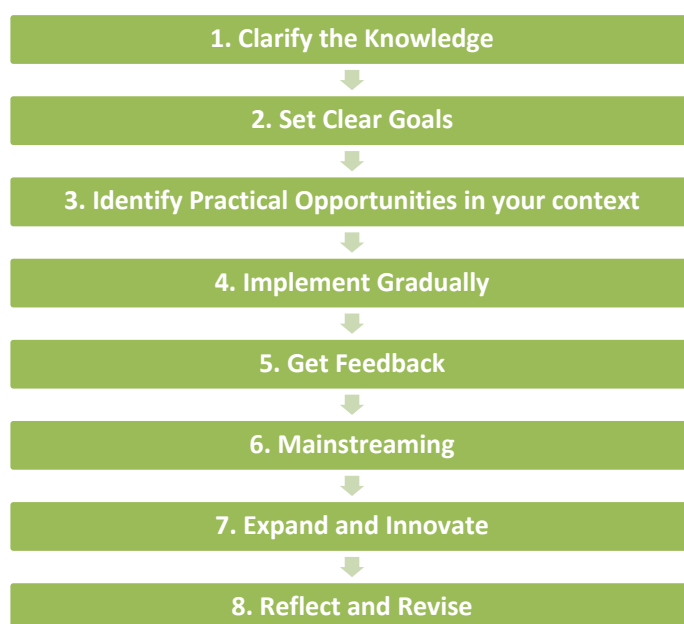 1. Clarify the Knowledge
2. Set Clear Goals
3. Identify Practical Opportunities in your context
4. Implement Gradually
5. Get Feedback
6. Mainstreaming
7. Expand and Innovate
8. Reflect and Revise